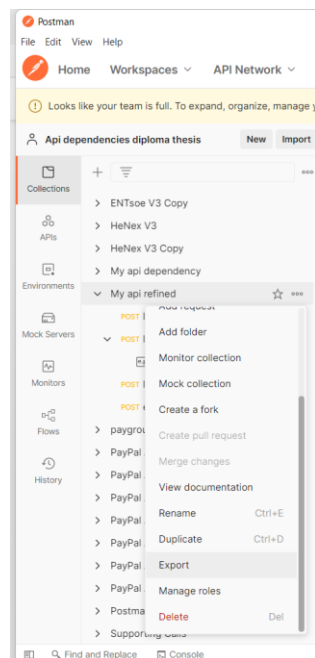 Postman
File Edit View Help
Home Workspaces API Network
Looks like your team is full. To expand, organize, manage
Api dependencies diploma thesis New Import
Collections
APIs
Environments
Mock Servers
Monitors
Flows
History
ENTsoe V3 Copy
HeNex V3
HeNex V3 Copy
My api dependency
My api refined
POST
POST
POST
POST
PayPal
PayPal
PayPal
PayPal
PayPal
PayPal
PayPal
Supporting Calls
Add request
Add folder
Monitor collection
Mock collection
Create a fork
Create pull request
Merge changes
View documentation
Rename Ctrl+E
Duplicate Ctrl+D
Export
Manage roles
Delete Del
Find and Replace Console